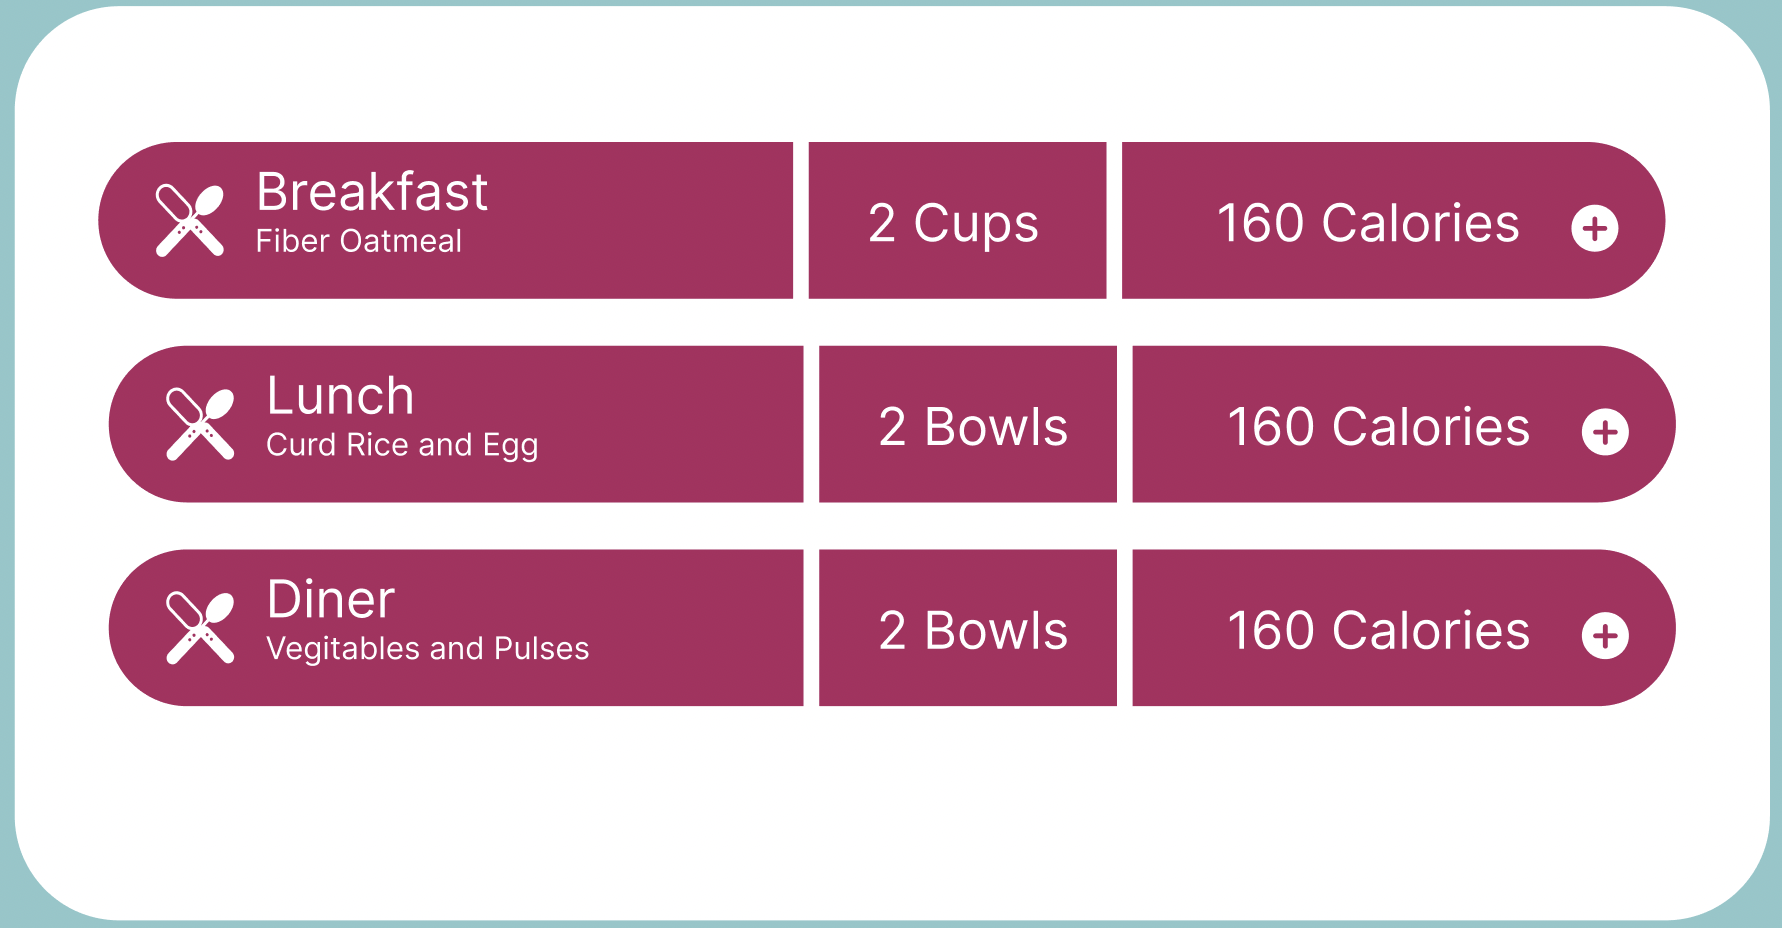 Breakfast
Fiber Oatmeal
2 Cups
160 Calories
Lunch
Curd Rice and Egg
2 Bowls
160 Calories
Diner
Vegitables and Pulses
2 Bowls
160 Calories